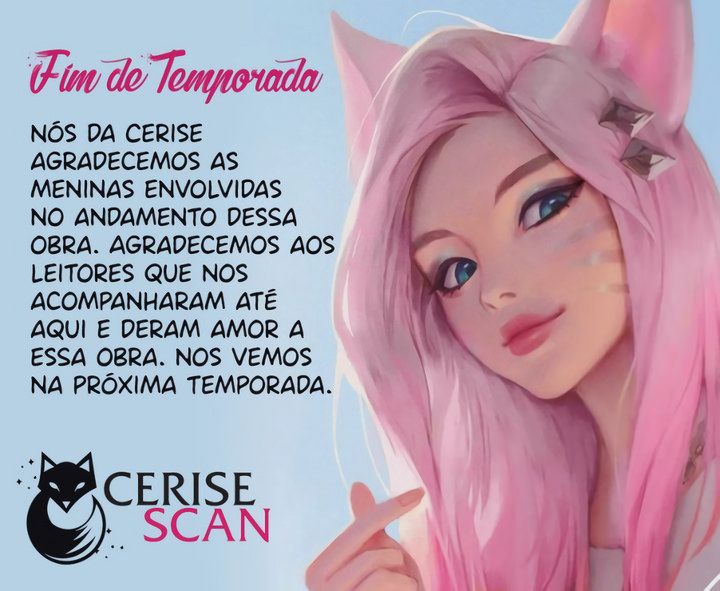 Fim de Temporada
NÓS DA CERISE
AGRADECEMOS AS
MENINAS ENVOLVIDAS
NO ANDAMENTO DESSA
OBRA. AGRADECEMOS AOS
LEITORES QUE NOS
ACOMPANHARAM ATÉ
AQUI E DERAM AMOR A
ESSA OBRA. NOS VEMOS
NA PRÓXIMA TEMPORADA.
CERISE
SCAN